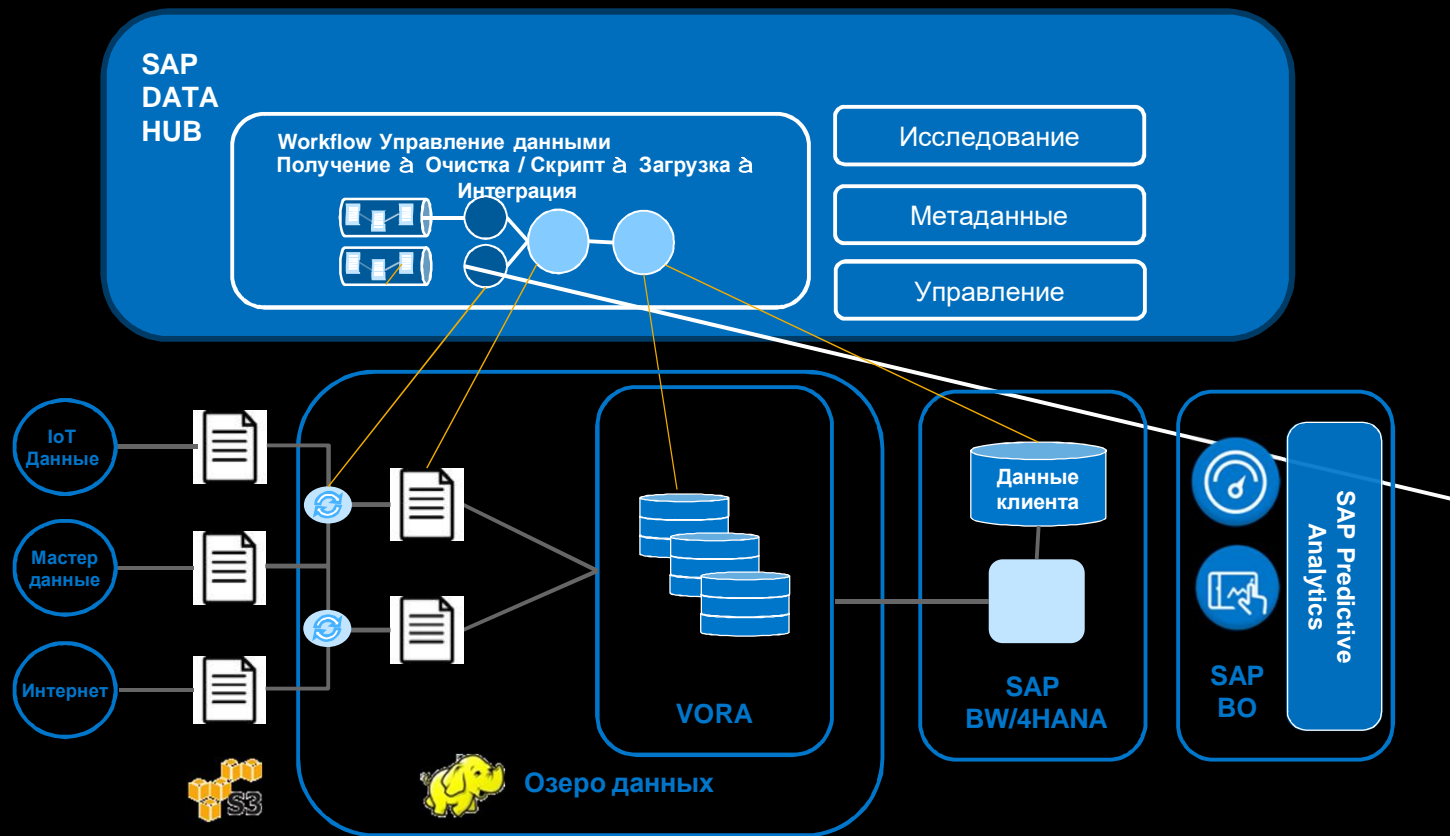 SAP
DATA
HUB
Workflow Управление данными
Получение à Очистка / Скрипт à Загрузка à
Интеграция
Исследование
Метаданные
Управление
IoT
Данные
Мастер
данные
Интернет
S3
Озеро данных
VORA
Данные
клиента
SAP
BW/4HANA
SAP
BO
SAP Predictive
Analytics